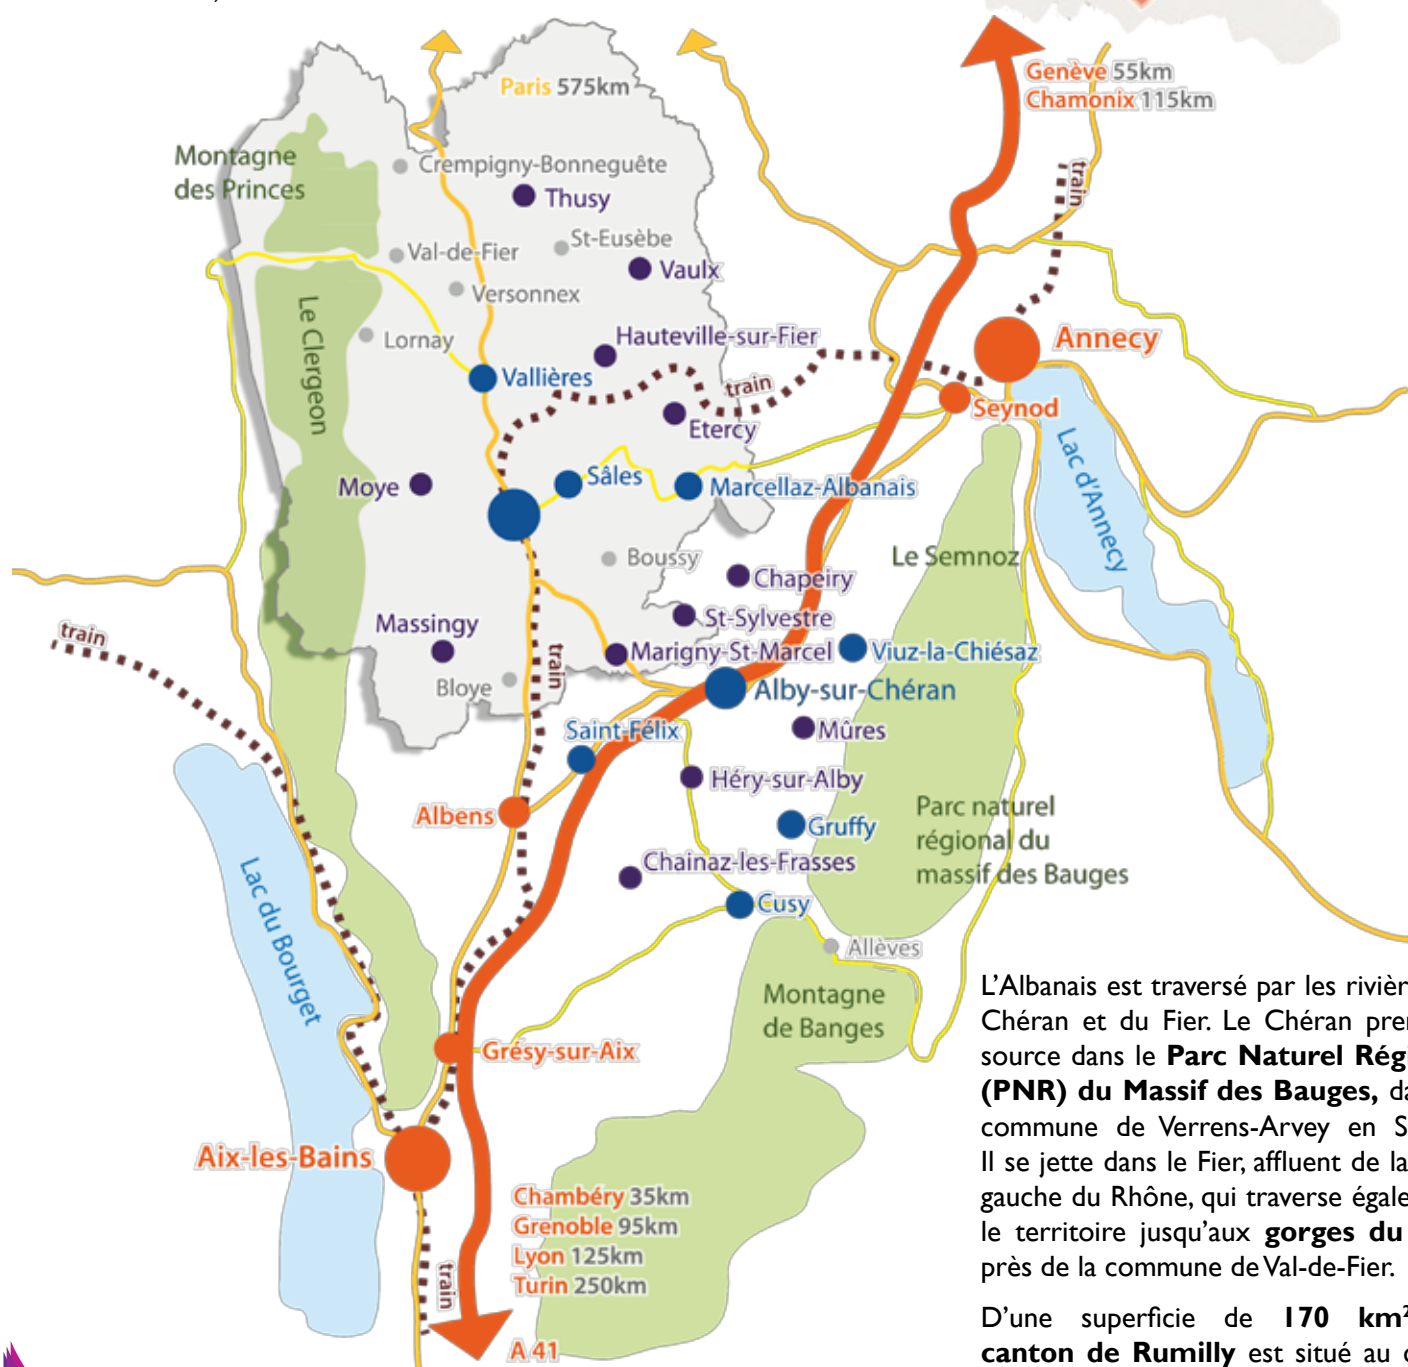 Genève 55km
Chamonix 115km
Paris 575km
Montagne
des Princes
Crempigny-Bonneguête
Thusy
train
Val-de-Fier
St-Eusèbe
Vaulx
Versonnex
Le Clergeon
Lornay
Hauteville-sur-Fier
Annecy
Vallières
train
Seynod
Etercy
Lac d'Annecy
Moye
Sâles
Marcellaz-Albanais
Boussy
Le Semnoz
Chapeiry
St-Sylvestre
Massingy
train
train
Marigny-St-Marcel
Viuz-la-Chiésaz
Bloye
Alby-sur-Chéran
Saint-Félix
Mûres
Héry-sur-Alby
Albens
Gruffy
Parc naturel
régional du
massif des Bauges
Chainaz-les-Frasses
Lac du Bourget
Cusy
Allèves
Montagne
de Banges
Grésy-sur-Aix
Aix-les-Bains
Chambéry 35km
Grenoble 95km
Lyon 125km
Turin 250km
train
A 41
L'Albanais est traversé par les
Chéran et du Fier. Le Chéran
source dans le Parc Naturel
(PNR) du Massif des Bauges,
commune de Verrens-Arvey en
Il se jette dans le Fier, affluent de la
gauche du Rhône, qui traverse
le territoire jusqu'aux gorges du
près de la commune de Val-de-Fier.
D'une superficie de 170 km²
canton de Rumilly est situé au